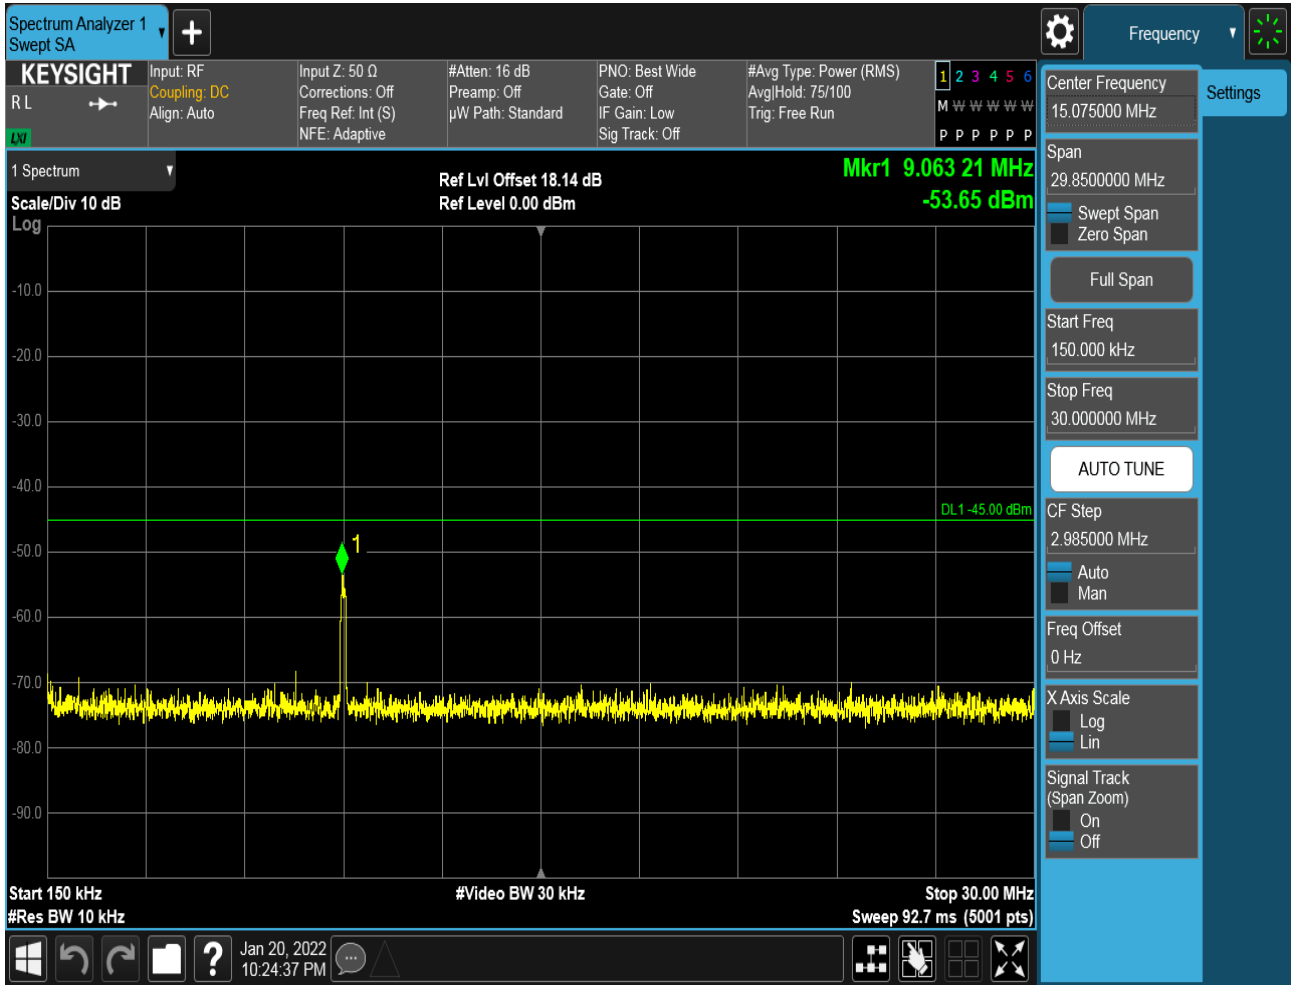 Spectrum Analyzer 1
Swept SA
Frequency
KEYSIGHT
R L
LXI
Input: RF
Coupling: DC
Align: Auto
Input Z: 50 Ω
Corrections: Off
Freq Ref: Int (S)
NFE: Adaptive
#Atten: 16 dB
Preamp: Off
µW Path: Standard
PNO: Best Wide
Gate: Off
IF Gain: Low
Sig Track: Off
#Avg Type: Power (RMS)
Avg|Hold: 75/100
Trig: Free Run
1 2 3 4 5 6
M W W W W W
P P P P P P
1 Spectrum
Scale/Div 10 dB
Log
Ref Lvl Offset 18.14 dB
Ref Level 0.00 dBm
Mkr1 9.063 21 MHz
-53.65 dBm
-10.0
-20.0
-30.0
-40.0
DL1 -45.00 dBm
-50.0
1
-60.0
-70.0
-80.0
-90.0
Start 150 kHz
#Video BW 30 kHz
Stop 30.00 MHz
#Res BW 10 kHz
Sweep 92.7 ms (5001 pts)
?
Jan 20, 2022
10:24:37 PM
Center Frequency
15.075000 MHz
Settings
Span
29.8500000 MHz
Swept Span
Zero Span
Full Span
Start Freq
150.000 kHz
Stop Freq
30.000000 MHz
AUTO TUNE
CF Step
2.985000 MHz
Auto
Man
Freq Offset
0 Hz
X Axis Scale
Log
Lin
Signal Track
(Span Zoom)
On
Off